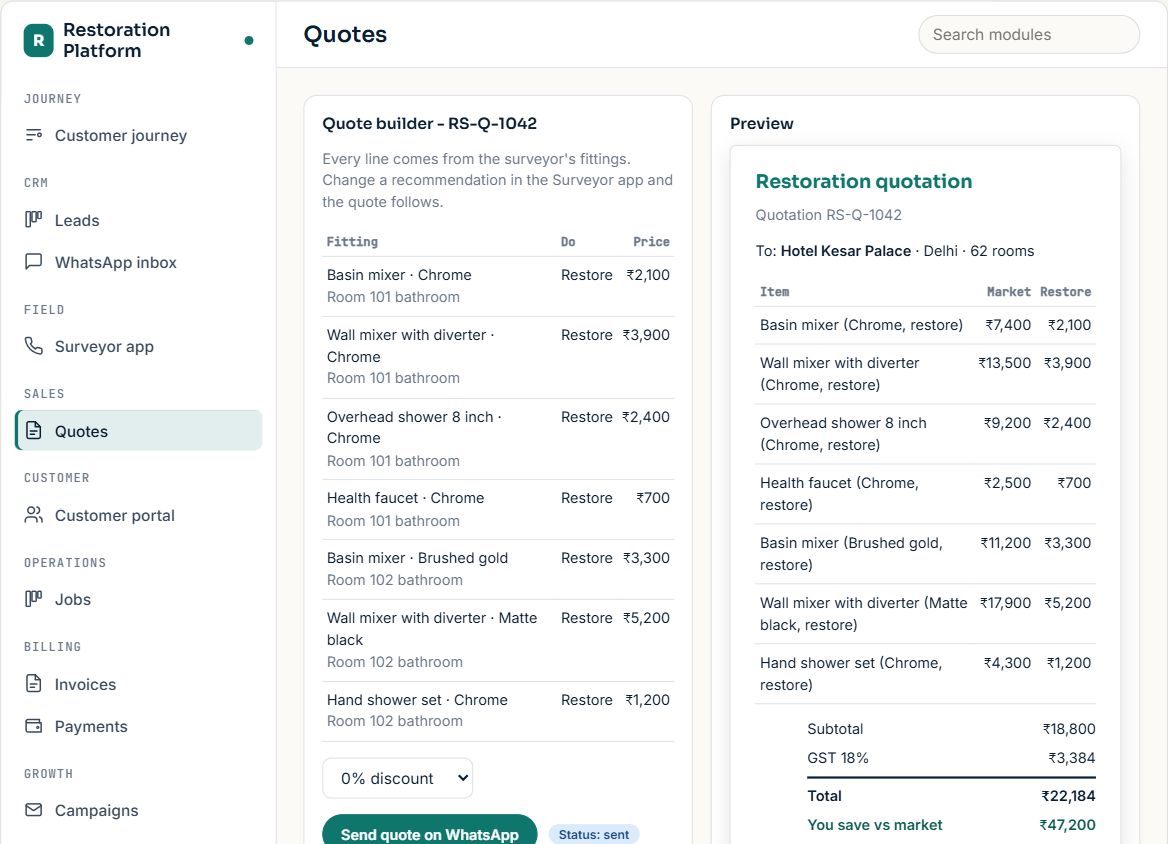 R
Restoration
Platform
JOURNEY
Customer journey
CRM
Leads
WhatsApp inbox
FIELD
Surveyor app
SALES
Quotes
CUSTOMER
Customer portal
OPERATIONS
Jobs
BILLING
Invoices
Payments
GROWTH
Campaigns
Quotes
Search modules
Quote builder - RS-Q-1042
Every line comes from the surveyor's fittings.
Change a recommendation in the Surveyor app and
the quote follows.
Fitting Do Price
Basin mixer · Chrome Restore ₹2,100
Room 101 bathroom
Wall mixer with diverter · Restore ₹3,900
Chrome
Room 101 bathroom
Overhead shower 8 inch · Restore ₹2,400
Chrome
Room 101 bathroom
Health faucet · Chrome Restore ₹700
Room 101 bathroom
Basin mixer · Brushed gold Restore ₹3,300
Room 102 bathroom
Wall mixer with diverter · Matte Restore ₹5,200
black
Room 102 bathroom
Hand shower set · Chrome Restore ₹1,200
Room 102 bathroom
0% discount
Send quote on WhatsApp Status: sent
Preview
Restoration quotation
Quotation RS-Q-1042
To: Hotel Kesar Palace · Delhi · 62 rooms
Item Market Restore
Basin mixer (Chrome, restore) ₹7,400 ₹2,100
Wall mixer with diverter ₹13,500 ₹3,900
(Chrome, restore)
Overhead shower 8 inch ₹9,200 ₹2,400
(Chrome, restore)
Health faucet (Chrome, ₹2,500 ₹700
restore)
Basin mixer (Brushed gold, ₹11,200 ₹3,300
restore)
Wall mixer with diverter (Matte ₹17,900 ₹5,200
black, restore)
Hand shower set (Chrome, ₹4,300 ₹1,200
restore)
Subtotal ₹18,800
GST 18% ₹3,384
Total ₹22,184
You save vs market ₹47,200